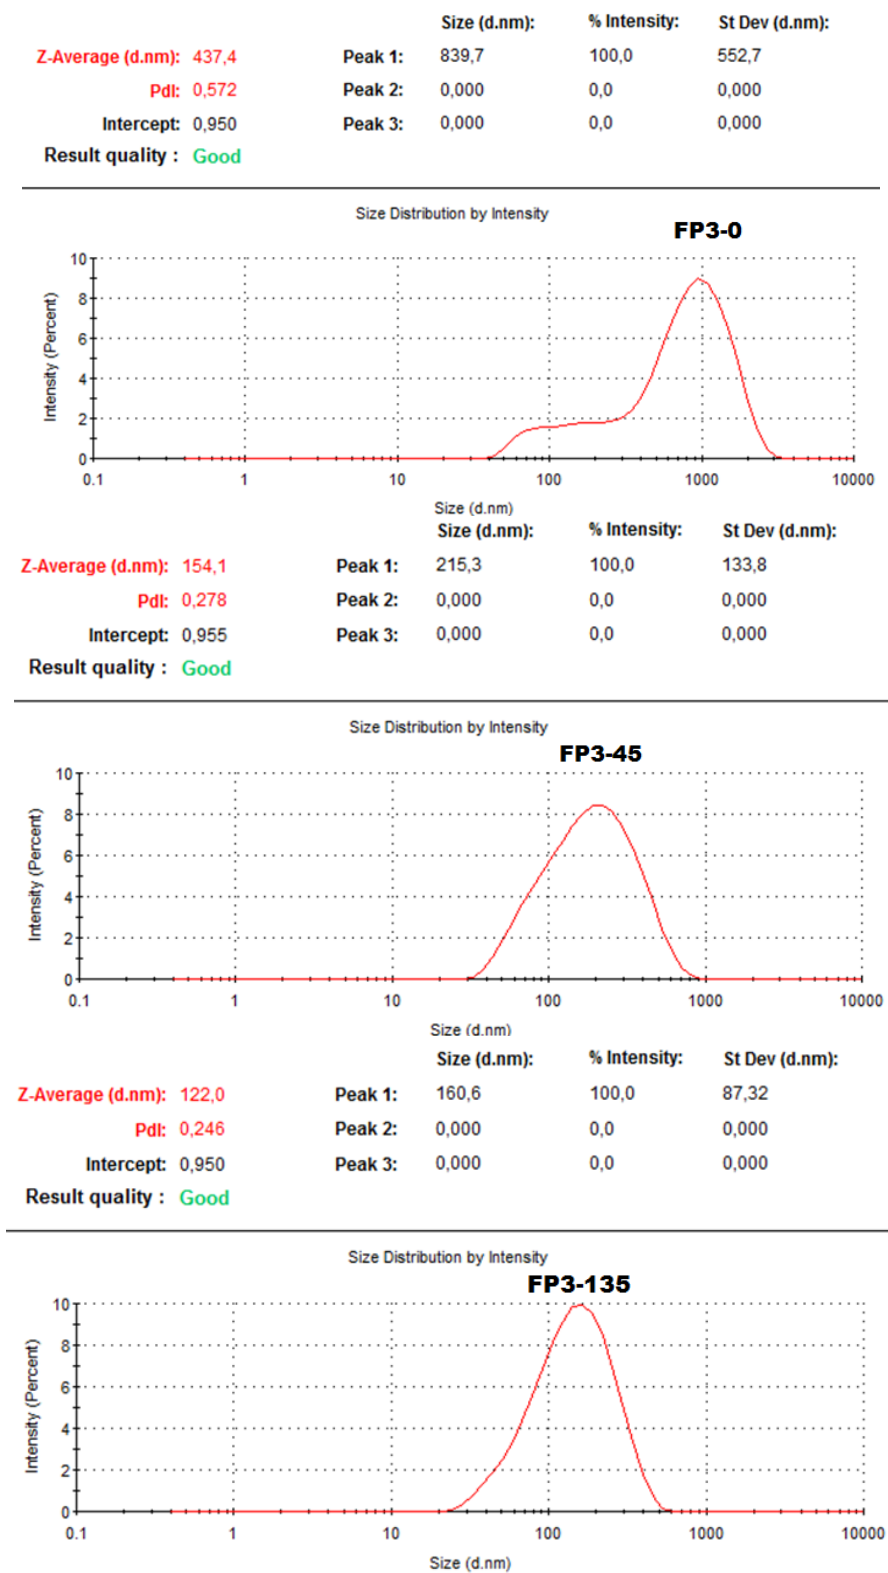 Size (d.nm): % Intensity: St Dev (d.nm):
Z-Average (d.nm): 437,4 Peak 1: 839,7 100,0 552,7
PdI: 0,572 Peak 2: 0,000 0,0 0,000
Intercept: 0,950 Peak 3: 0,000 0,0 0,000
Result quality : Good
Size Distribution by Intensity
FP3-0
Intensity (Percent)
10
8
6
4
2
0
0.1 1 10 100 1000 10000
Size (d.nm)
Size (d.nm): % Intensity: St Dev (d.nm):
Z-Average (d.nm): 154,1 Peak 1: 215,3 100,0 133,8
PdI: 0,278 Peak 2: 0,000 0,0 0,000
Intercept: 0,955 Peak 3: 0,000 0,0 0,000
Result quality : Good
Size Distribution by Intensity
FP3-45
Intensity (Percent)
10
8
6
4
2
0
0.1 1 10 100 1000 10000
Size (d.nm)
Size (d.nm): % Intensity: St Dev (d.nm):
Z-Average (d.nm): 122,0 Peak 1: 160,6 100,0 87,32
PdI: 0,246 Peak 2: 0,000 0,0 0,000
Intercept: 0,950 Peak 3: 0,000 0,0 0,000
Result quality : Good
Size Distribution by Intensity
FP3-135
Intensity (Percent)
10
8
6
4
2
0
0.1 1 10 100 1000 10000
Size (d.nm)